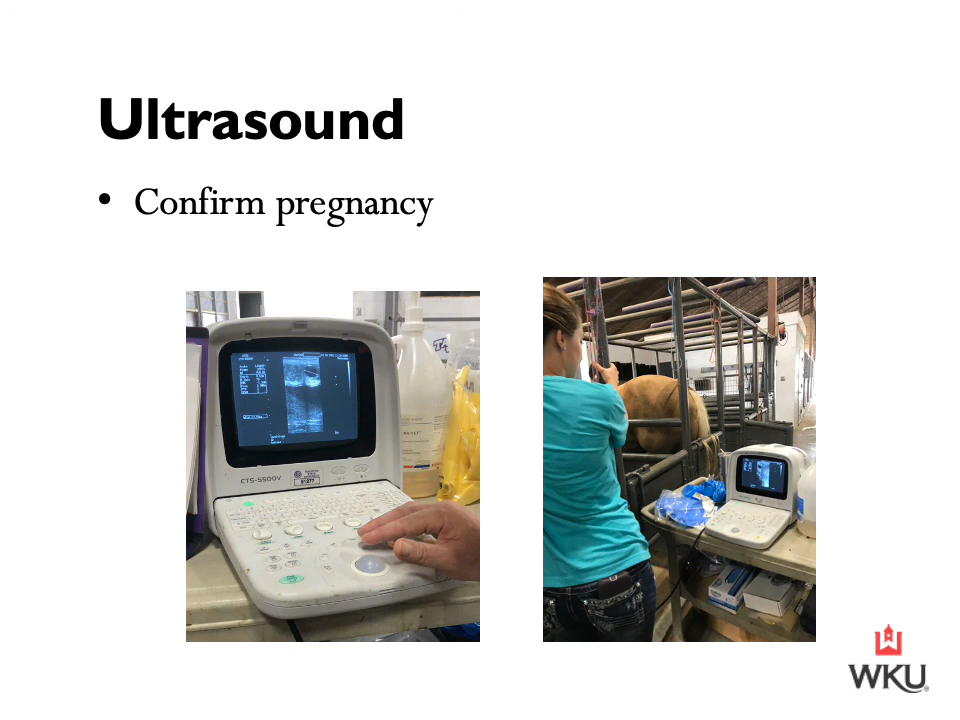 Ultrasound
• Confirm pregnancy
CTS-5500V
WKU